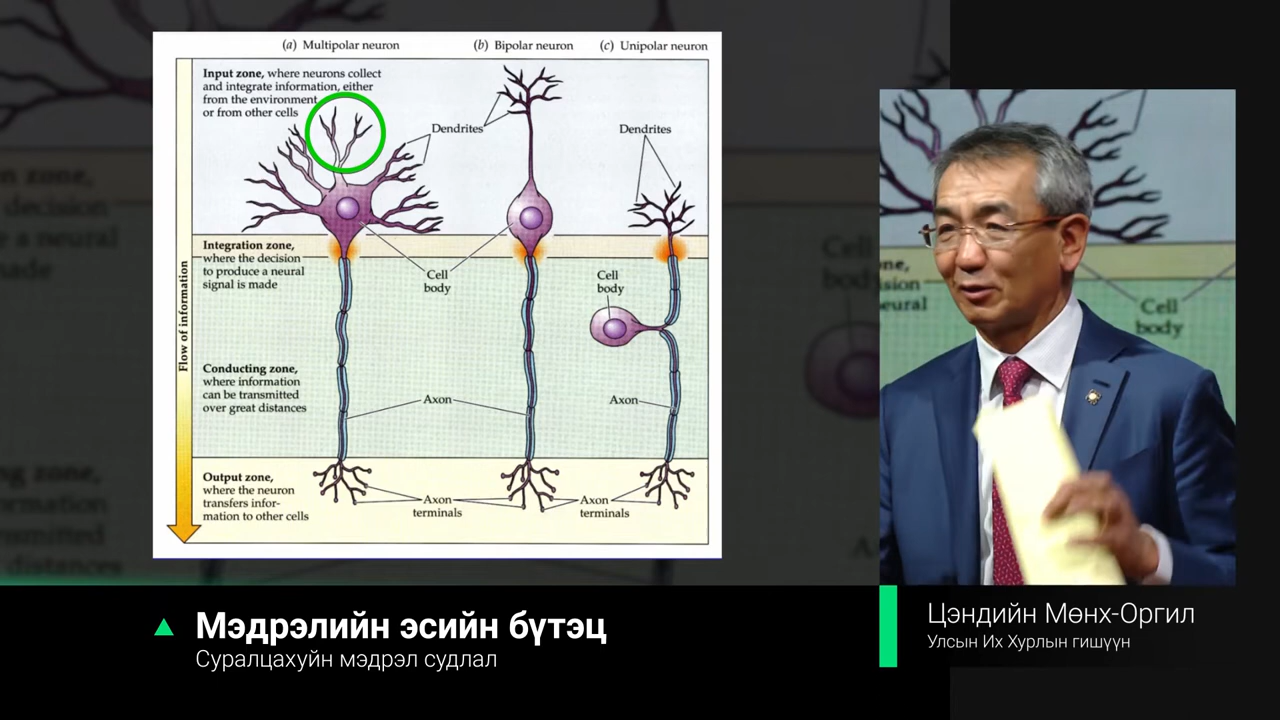 (a) Multipolar neuron
(b) Bipolar neuron
(c) Unipolar neuron
Input zone, where neurons collect
and integrate information, either
from the environment
or from other cells
Dendrites
Dendrites
Integration zone,
where the decision
to produce a neural
signal is made
Cell
body
Cell
body
Flow of information
Conducting zone,
where information
can be transmitted
over great distances
Axon
Axon
Output zone,
where the neuron
transfers infor-
mation to other cells
Axon
terminals
Axon
terminals
Cell
body
Мэдрэлийн эсийн бүтэц
Суралцахуйн мэдрэл судлал
Цэндийн Мөнх-Оргил
Улсын Их Хурлын гишүүн